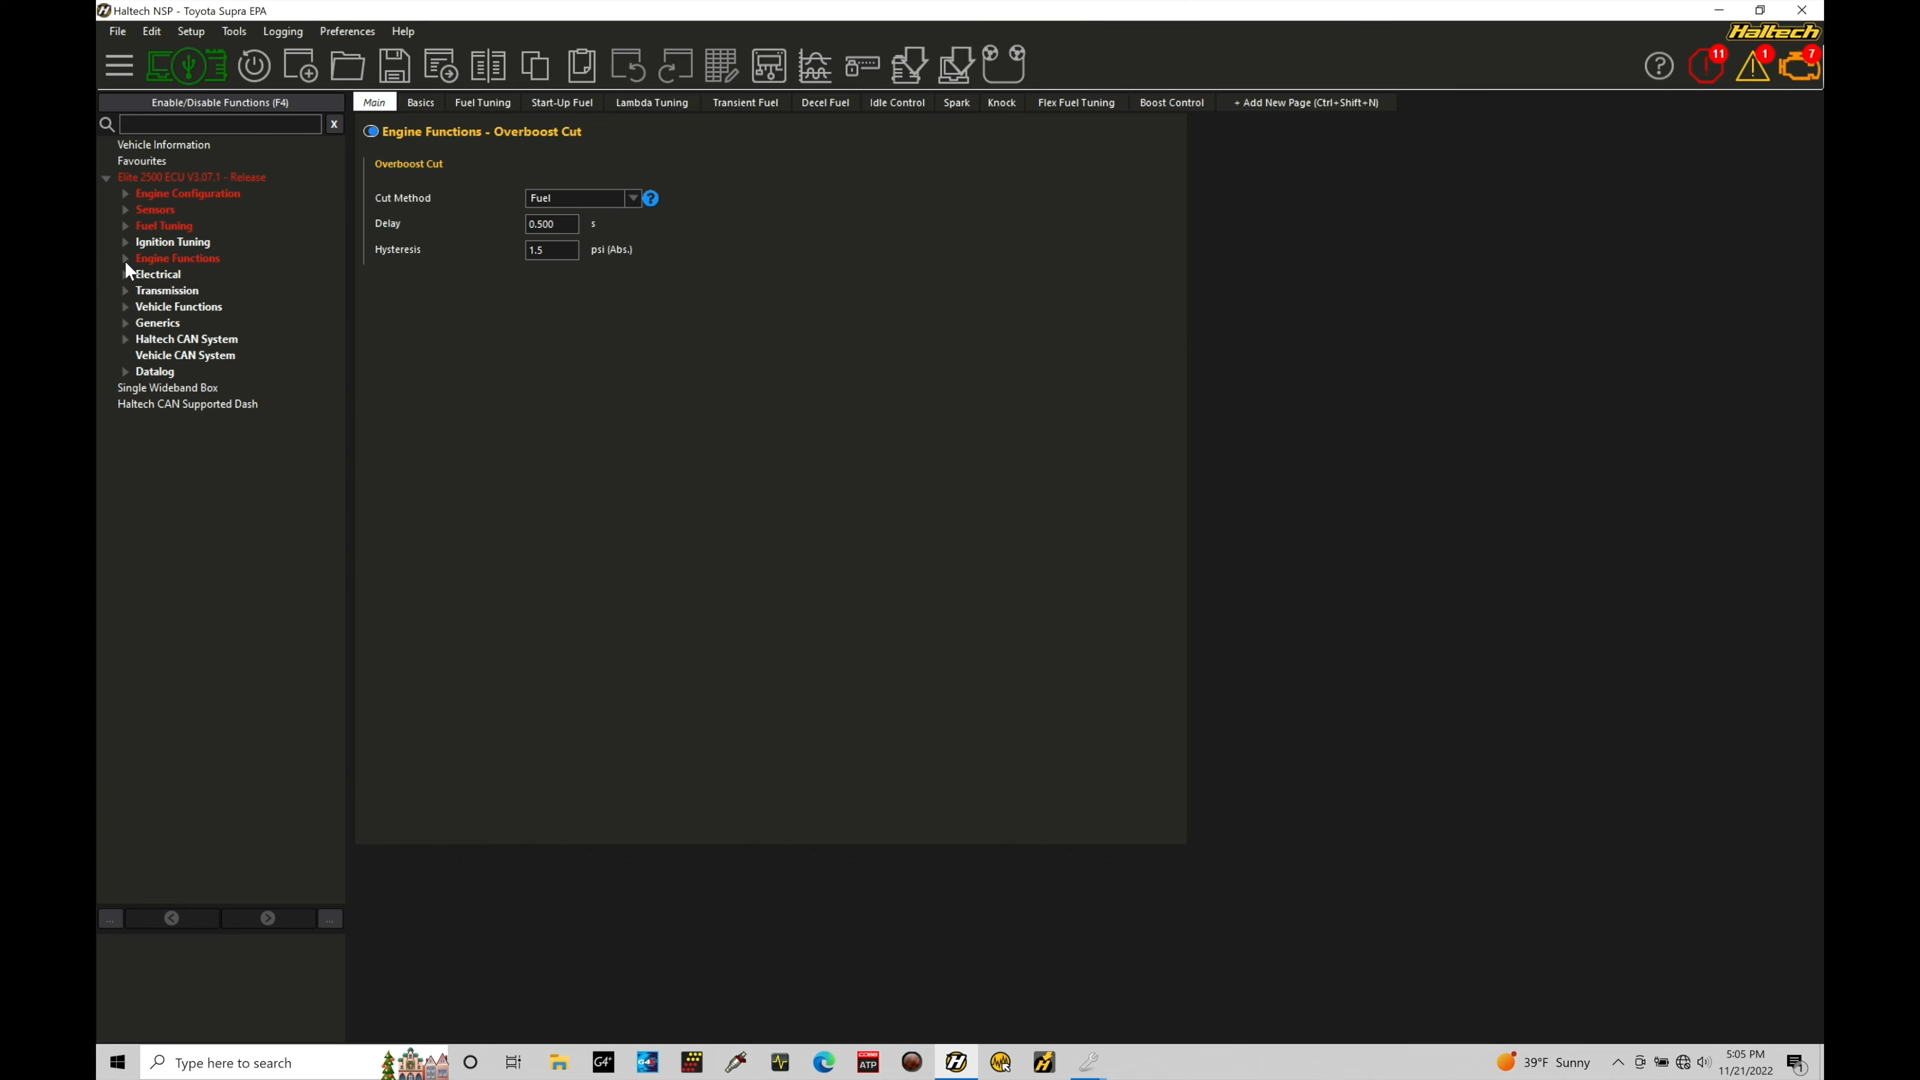 Haltech NSP - Toyota Supra EPA
File Edit Setup Tools Logging Preferences Help
Haltech
11 1 7
Enable/Disable Functions (F4)
Main Basics Fuel Tuning Start-Up Fuel Lambda Tuning Transient Fuel Decel Fuel Idle Control Spark Knock Flex Fuel Tuning Boost Control + Add New Page (Ctrl+Shift+N)
x
Vehicle Information
Favourites
Elite 2500 ECU V3.07.1 - Release
Engine Configuration
Sensors
Fuel Tuning
Ignition Tuning
Engine Functions
Electrical
Transmission
Vehicle Functions
Generics
Haltech CAN System
Vehicle CAN System
Datalog
Single Wideband Box
Haltech CAN Supported Dash
Engine Functions - Overboost Cut
Overboost Cut
Cut Method Fuel ?
Delay 0.500 s
Hysteresis 1.5 psi (Abs.)
... ...
Type here to search
G4+
ATP
39°F Sunny
5:05 PM
11/21/2022
1